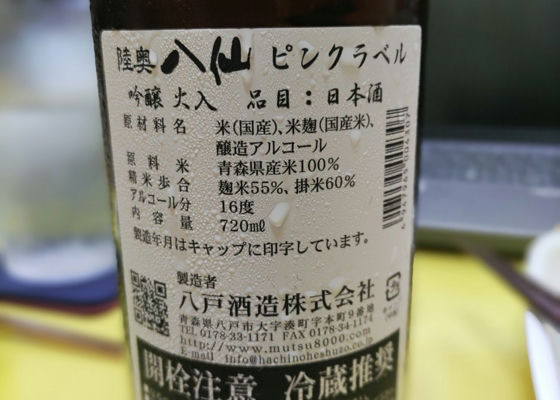 陸奥八仙 ピンクラベル
吟醸 火入 品目：日本酒
原材料名 米(国産)、米麹(国産米)、
醸造アルコール
原料米 青森県産米100%
精米歩合 麹米55%、掛米60%
アルコール分 16度
内容量 720㎖
製造年月はキャップに印字しています。
製造者
八戸酒造株式会社
青森県八戸市大字湊町字本町9番地
TEL 0178-33-1171 FAX 0178-34-1174
http://www.mutsu8000.com
E-mail info@hachinoheshuzo.com
開栓注意 冷蔵推奨